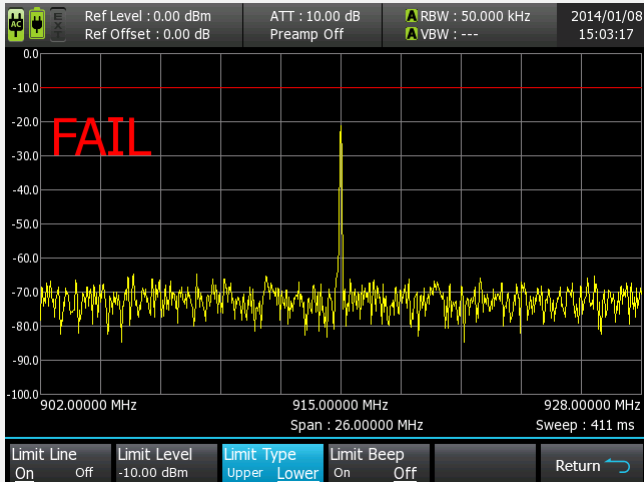 AC
EXT
Ref Level : 0.00 dBm
Ref Offset : 0.00 dB
ATT : 10.00 dB
Preamp Off
A RBW : 50.000 kHz
A VBW : ---
2014/01/08
15:03:17
0.0
-10.0
-20.0
-30.0
-40.0
-50.0
-60.0
-70.0
-80.0
-90.0
-100.0
FAIL
902.00000 MHz
915.00000 MHz
928.00000 MHz
Span : 26.00000 MHz
Sweep : 411 ms
Limit Line
On Off
Limit Level
-10.00 dBm
Limit Type
Upper Lower
Limit Beep
On Off
Return